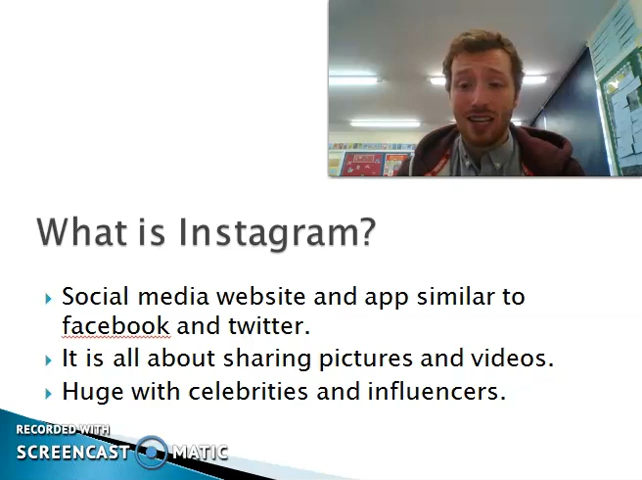 What is Instagram?
Social media website and app similar to
facebook and twitter.
It is all about sharing pictures and videos.
Huge with celebrities and influencers.
RECORDED WITH
SCREENCAST MATIC